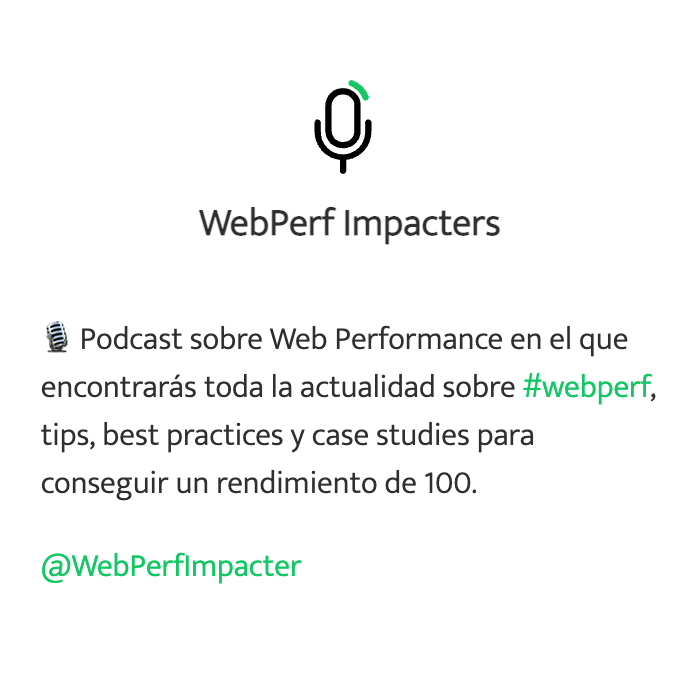 WebPerf Impacters
🎙️ Podcast sobre Web Performance en el que
encontrarás toda la actualidad sobre #webperf,
tips, best practices y case studies para
conseguir un rendimiento de 100.
@WebPerfImpacter